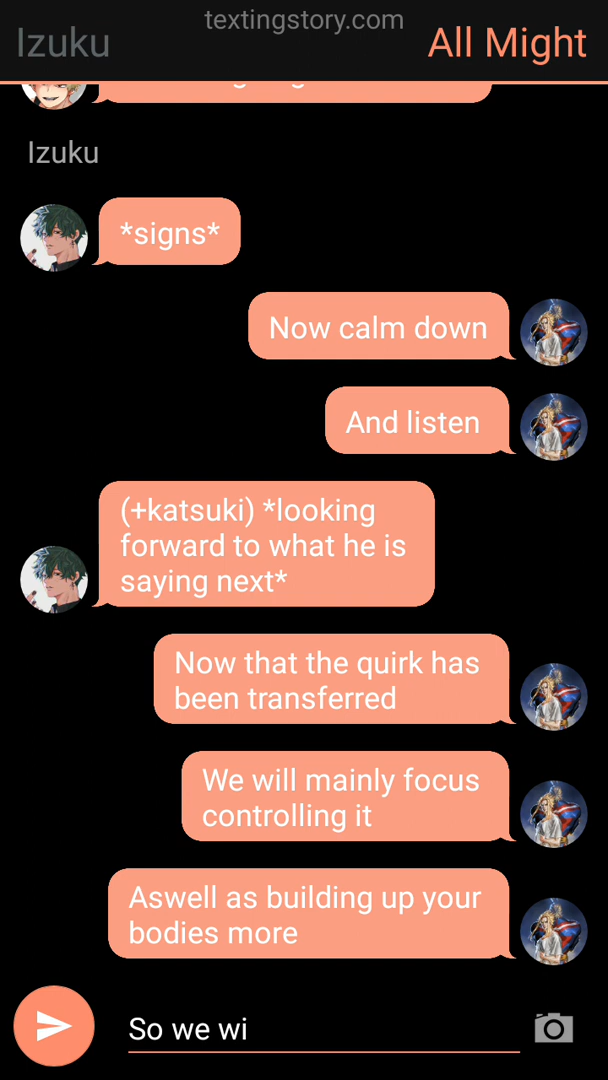 textingstory.com
Izuku
All Might
Izuku
*signs*
Now calm down
And listen
(+katsuki) *looking
forward to what he is
saying next*
Now that the quirk has
been transferred
We will mainly focus
controlling it
Aswell as building up your
bodies more
So we wi